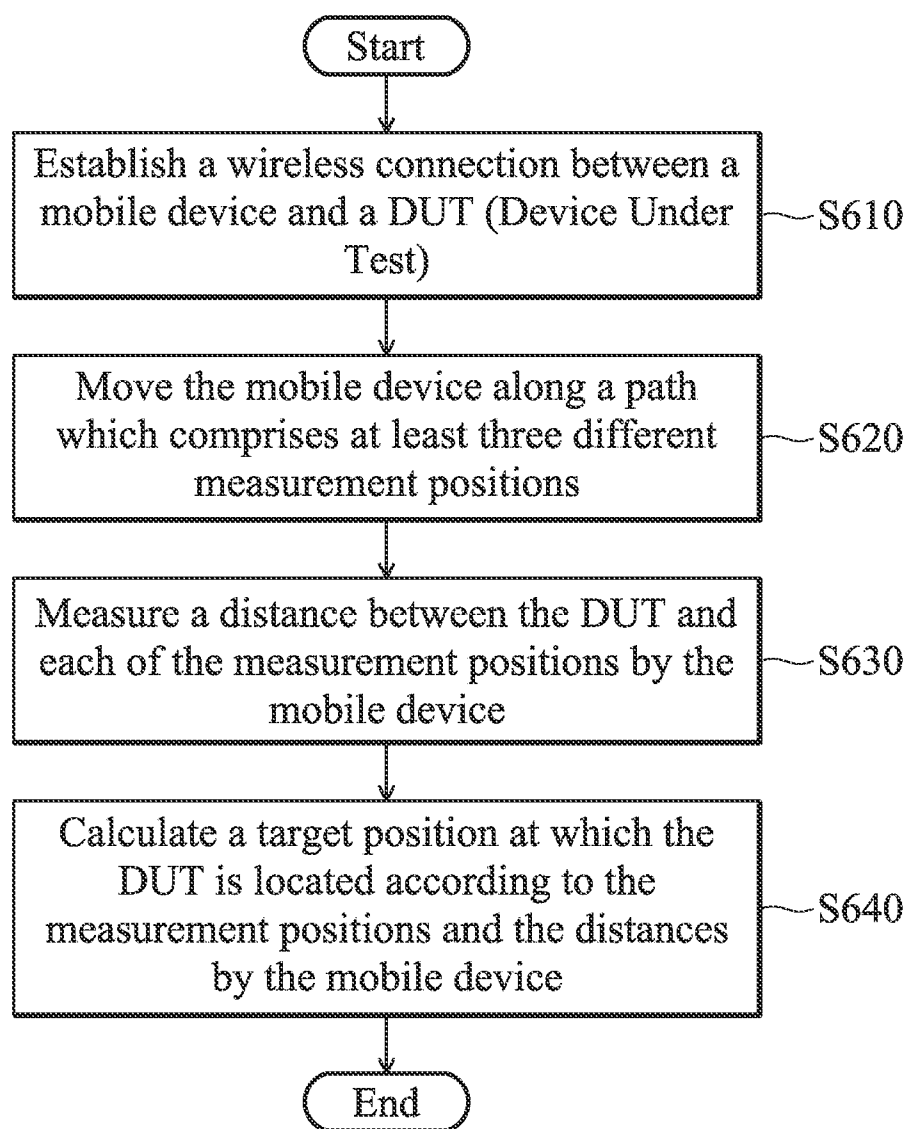 Start
Establish a wireless connection between a
mobile device and a DUT (Device Under
Test)
S610
Move the mobile device along a path
which comprises at least three different
measurement positions
S620
Measure a distance between the DUT and
each of the measurement positions by the
mobile device
S630
Calculate a target position at which the
DUT is located according to the
measurement positions and the distances
by the mobile device
S640
End